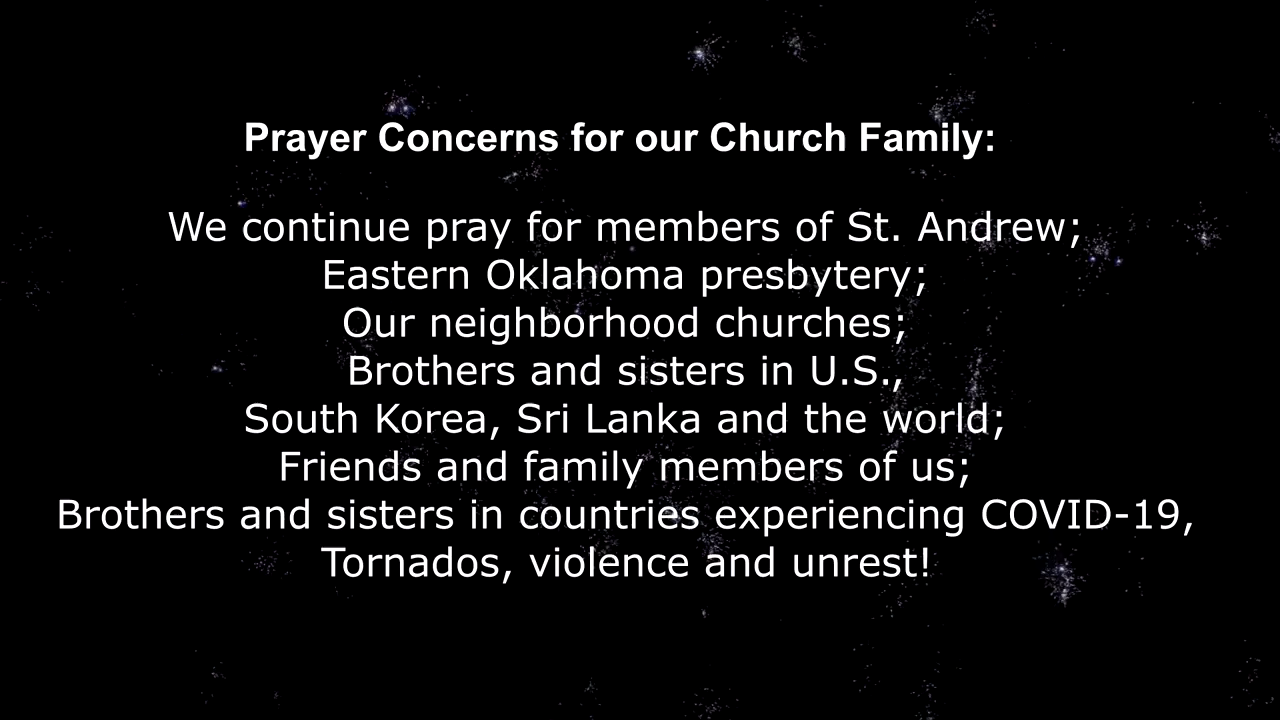 Prayer Concerns for our Church Family:
We continue pray for members of St. Andrew;
Eastern Oklahoma presbytery;
Our neighborhood churches;
Brothers and sisters in U.S.,
South Korea, Sri Lanka and the world;
Friends and family members of us;
Brothers and sisters in countries experiencing COVID-19,
Tornados, violence and unrest!